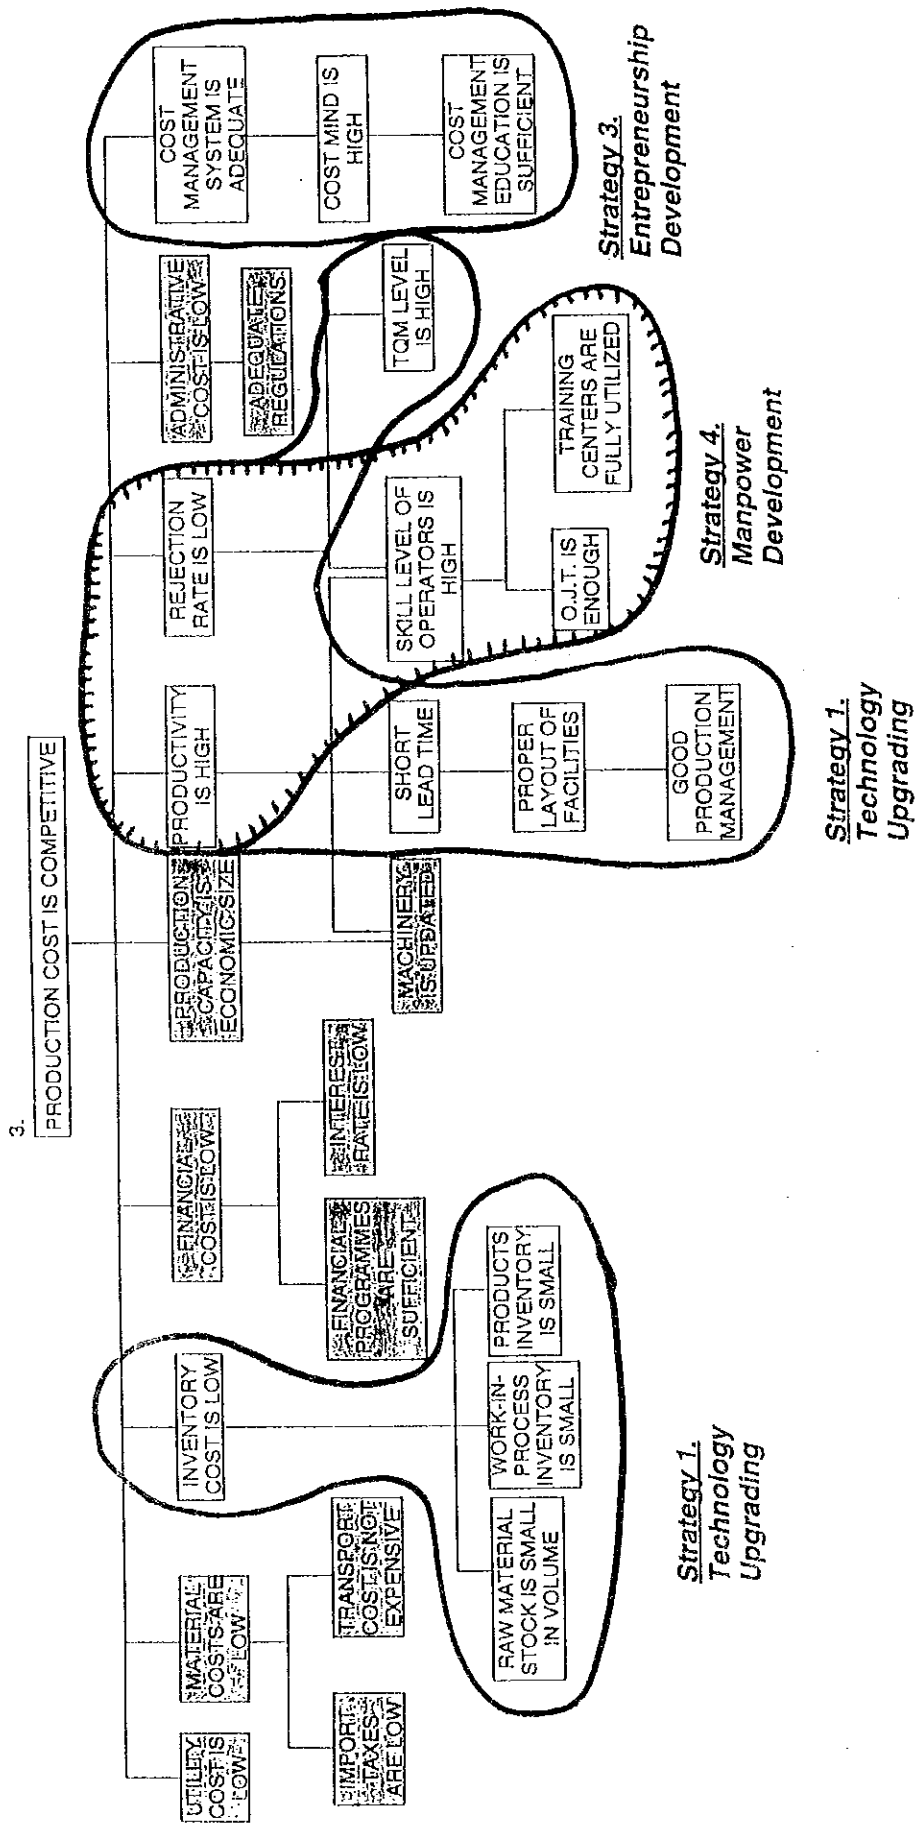 3.
PRODUCTION COST IS COMPETITIVE
UTILITY
COST IS
LOW
MATERIAL
COSTS ARE
LOW
INVENTORY
COST IS LOW
FINANCIAL
COST IS LOW
PRODUCTION
CAPACITY IS
ECONOMIC SIZE
PRODUCTIVITY
IS HIGH
REJECTION
RATE IS LOW
ADMINISTRATIVE
COST IS LOW
COST
MANAGEMENT
SYSTEM IS
ADEQUATE
ADEQUATE
REGULATIONS
IMPORT
TAXES
ARE LOW
TRANSPORT
COST IS NOT
EXPENSIVE
FINANCIAL
PROGRAMMES
ARE
SUFFICIENT
INTEREST
RATE IS LOW
COST MIND IS
HIGH
MACHINERY
IS UPDATED
SHORT
LEAD TIME
SKILL LEVEL OF
OPERATORS IS
HIGH
TQM LEVEL
IS HIGH
COST
MANAGEMENT
EDUCATION IS
SUFFICIENT
RAW MATERIAL
STOCK IS SMALL
IN VOLUME
WORK-IN-
PROCESS
INVENTORY
IS SMALL
PRODUCTS
INVENTORY
IS SMALL
PROPER
LAYOUT OF
FACILITIES
O.J.T. IS
ENOUGH
TRAINING
CENTERS ARE
FULLY UTILIZED
GOOD
PRODUCTION
MANAGEMENT
Strategy 1.
Technology
Upgrading
Strategy 1.
Technology
Upgrading
Strategy 4.
Manpower
Development
Strategy 3.
Entrepreneurship
Development